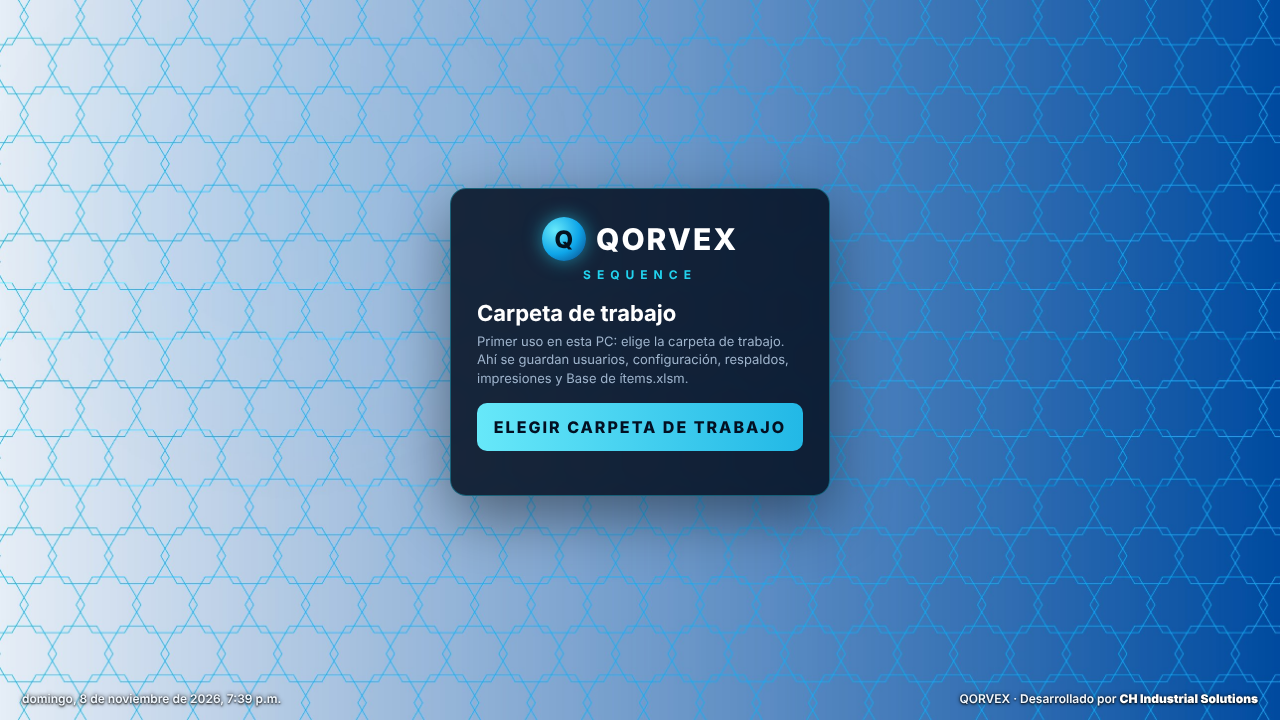 Q QORVEX
SEQUENCE
Carpeta de trabajo
Primer uso en esta PC: elige la carpeta de trabajo.
Ahí se guardan usuarios, configuración, respaldos,
impresiones y Base de ítems.xlsm.
ELEGIR CARPETA DE TRABAJO
domingo, 8 de noviembre de 2026, 7:39 p.m.
QORVEX · Desarrollado por CH Industrial Solutions